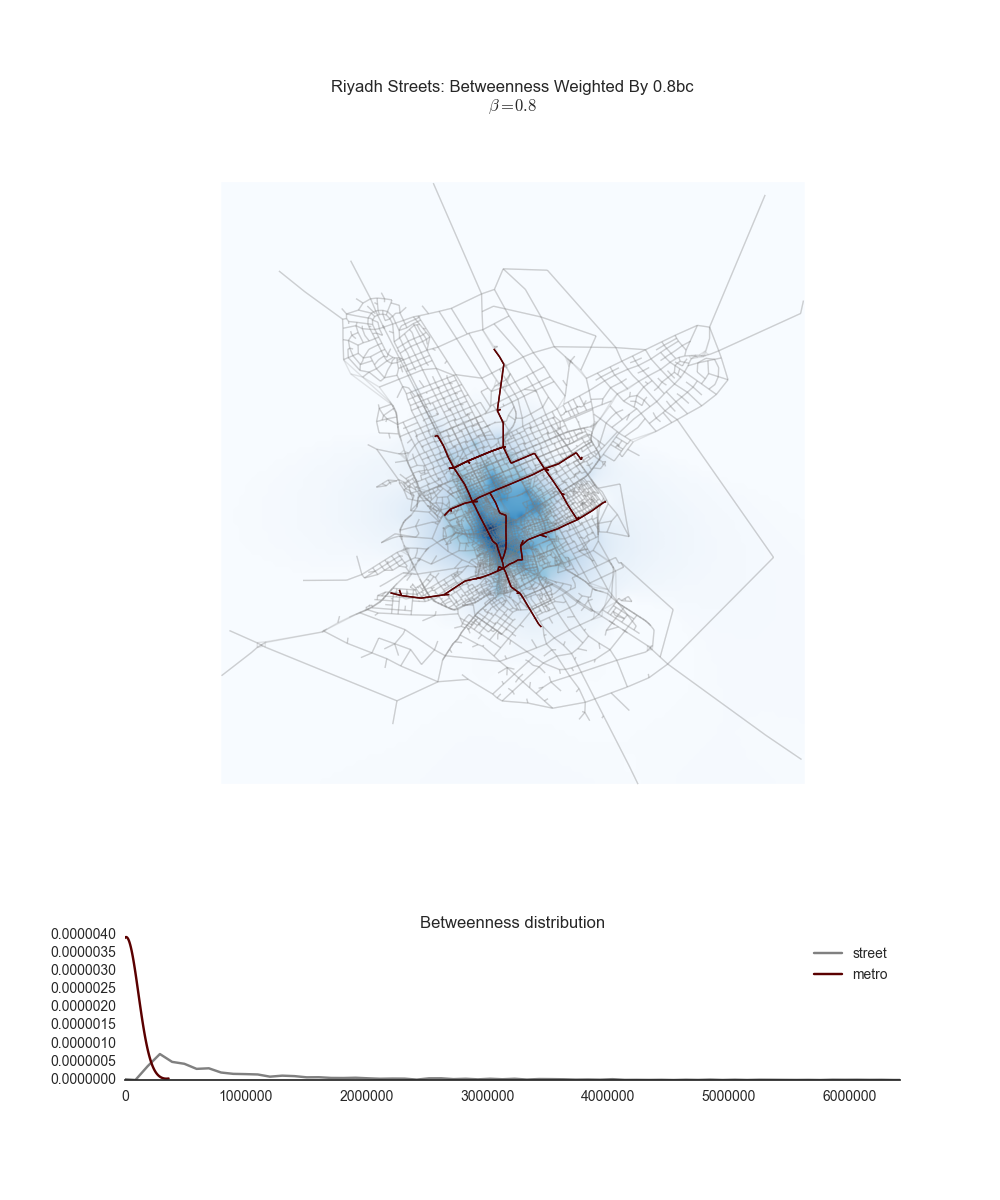 Riyadh Streets: Betweenness Weighted By 0.8bc
β=0.8
Betweenness distribution
0.0000040
0.0000035
0.0000030
0.0000025
0.0000020
0.0000015
0.0000010
0.0000005
0.0000000
street
metro
0 1000000 2000000 3000000 4000000 5000000 6000000